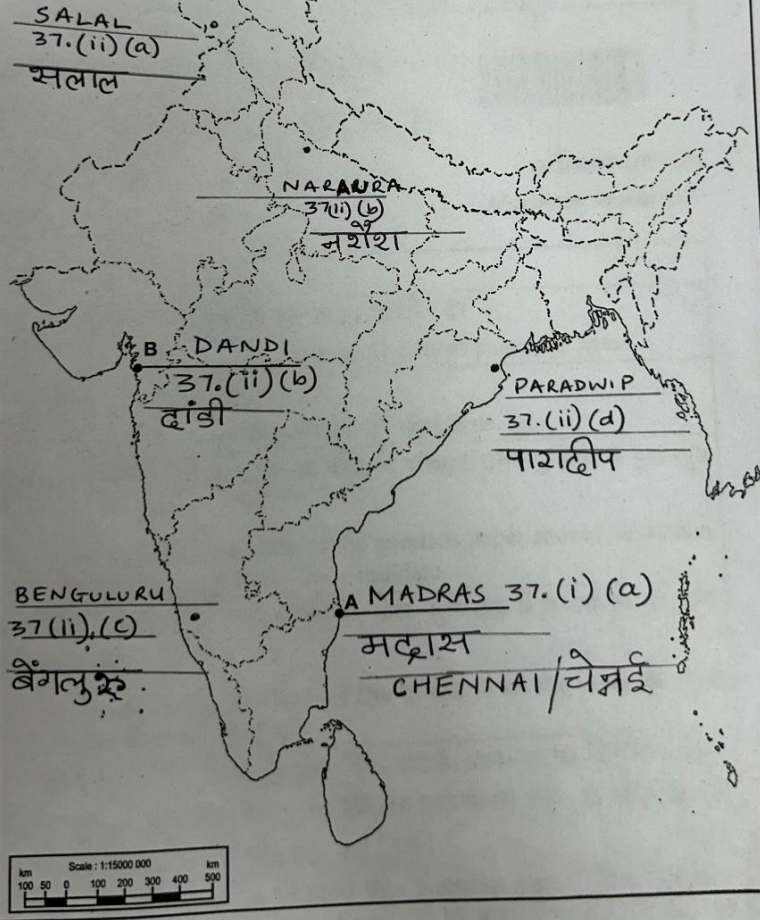 SALAL
37.(ii)(a)
सलाल
NARAURA
37(ii)(b)
B DANDI
37.(ii)(b)
दांडी
PARADWIP
37.(ii)(d)
पारादीप
BENGULURU
37(ii).(c)
बेंगलुरू
A MADRAS 37.(i)(a)
मद्रास
CHENNAI/चेन्नई
Scale : 1:15000 000
km km
100 50 0 100 200 300 400 500